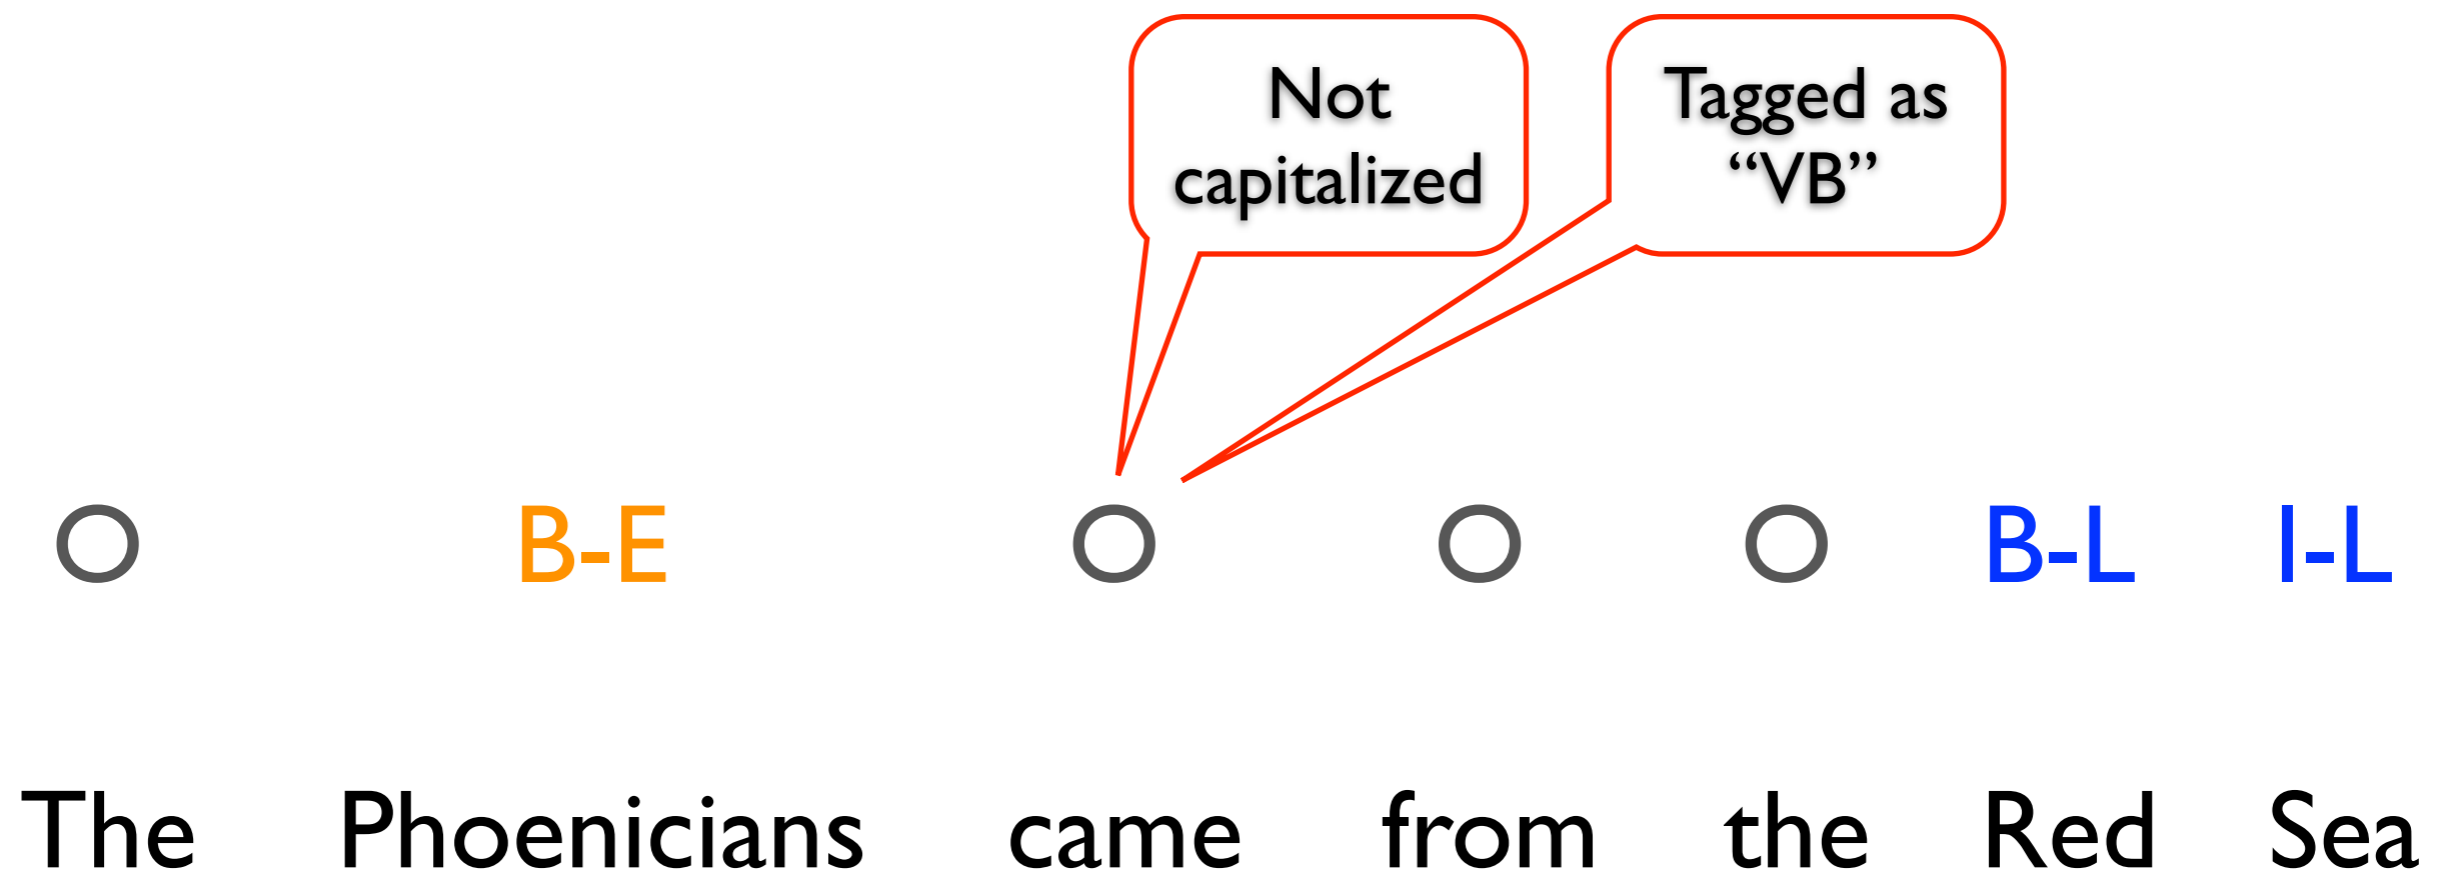 Not
capitalized
Tagged as
“VB”
O B-E O O O B-L I-L
The Phoenicians came from the Red Sea